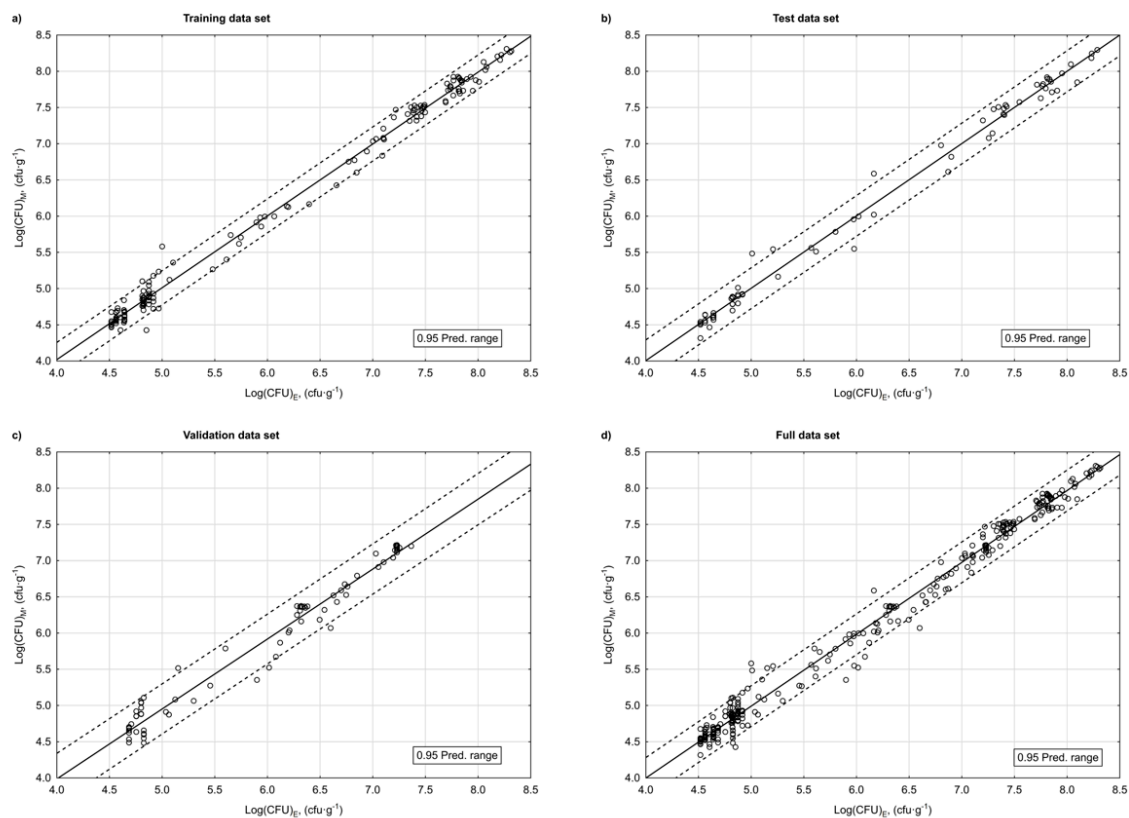 a) Training data set
8.5
8.0
7.5
7.0
6.5
6.0
5.5
5.0
4.5
4.0
Log(CFU)M, (cfu·g⁻¹)
0.95 Pred. range
4.0 4.5 5.0 5.5 6.0 6.5 7.0 7.5 8.0 8.5
Log(CFU)E, (cfu·g⁻¹)
b) Test data set
8.5
8.0
7.5
7.0
6.5
6.0
5.5
5.0
4.5
4.0
Log(CFU)M, (cfu·g⁻¹)
0.95 Pred. range
4.0 4.5 5.0 5.5 6.0 6.5 7.0 7.5 8.0 8.5
Log(CFU)E, (cfu·g⁻¹)
c) Validation data set
8.5
8.0
7.5
7.0
6.5
6.0
5.5
5.0
4.5
4.0
Log(CFU)M, (cfu·g⁻¹)
0.95 Pred. range
4.0 4.5 5.0 5.5 6.0 6.5 7.0 7.5 8.0 8.5
Log(CFU)E, (cfu·g⁻¹)
d) Full data set
8.5
8.0
7.5
7.0
6.5
6.0
5.5
5.0
4.5
4.0
Log(CFU)M, (cfu·g⁻¹)
0.95 Pred. range
4.0 4.5 5.0 5.5 6.0 6.5 7.0 7.5 8.0 8.5
Log(CFU)E, (cfu·g⁻¹)